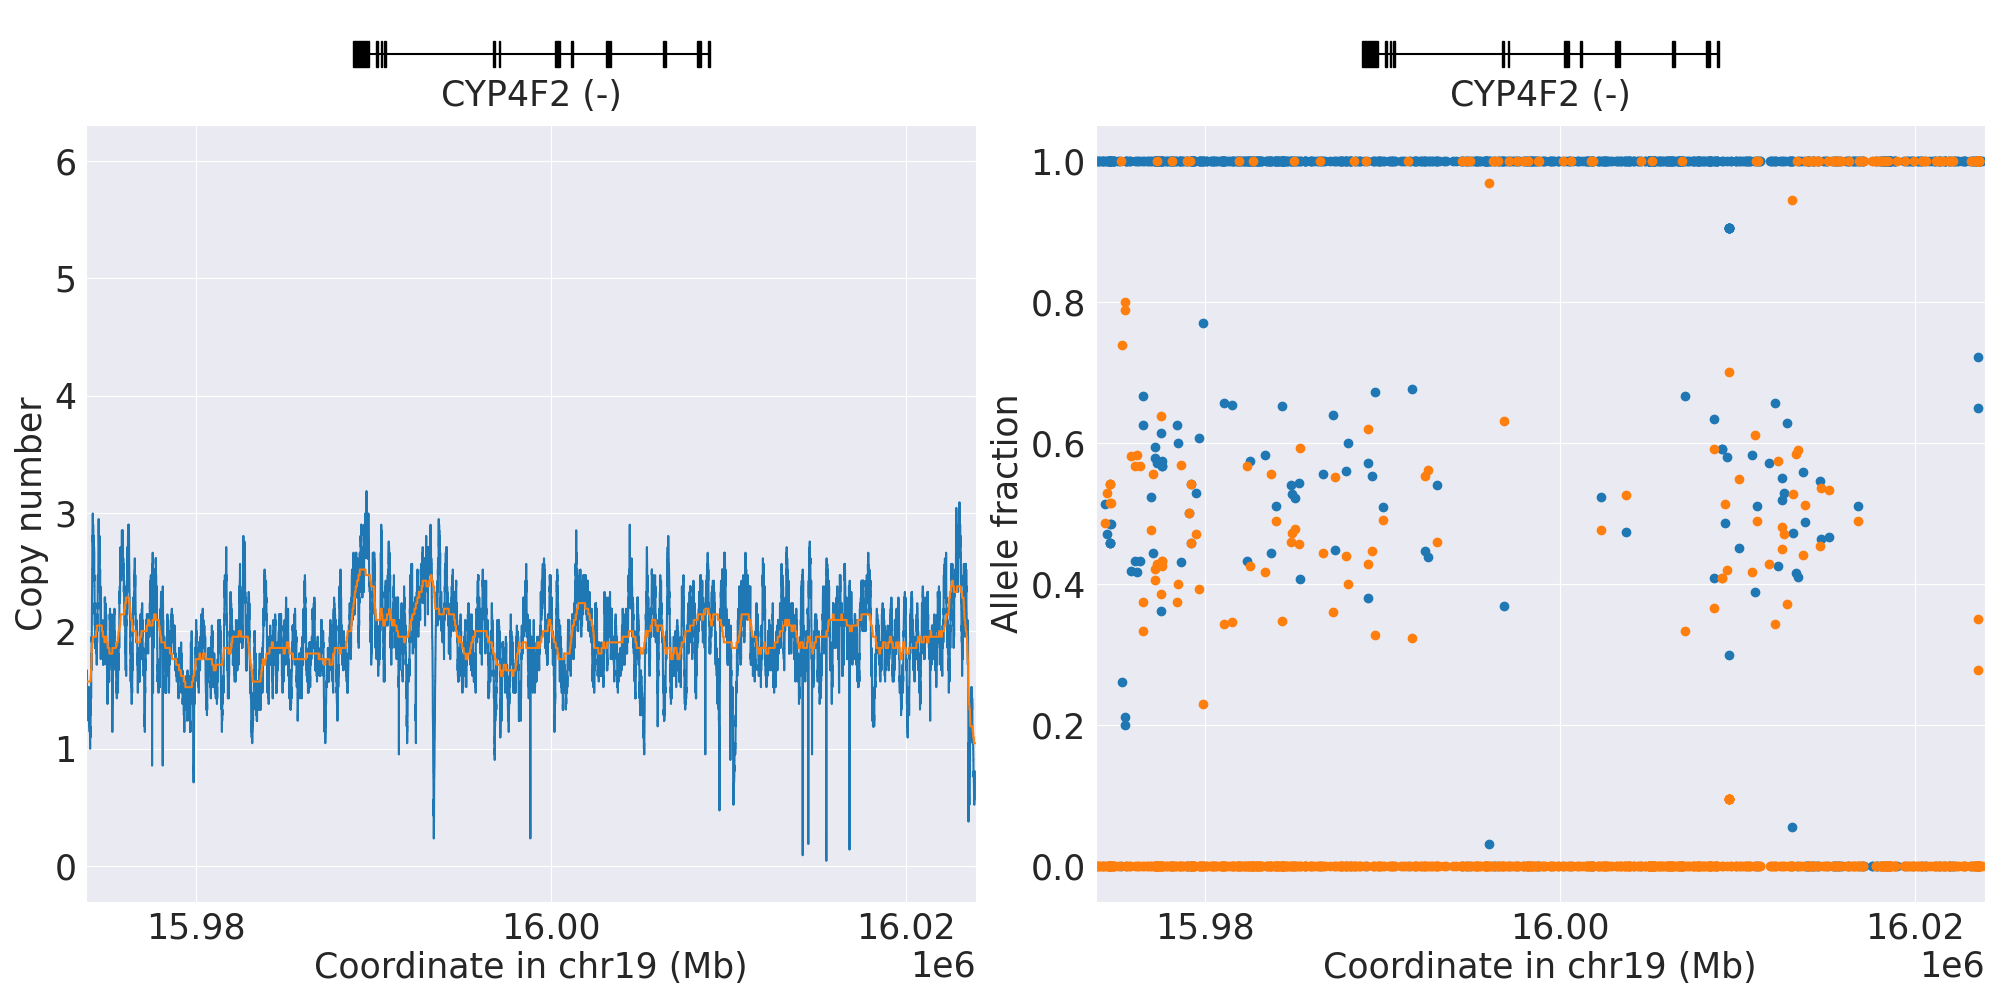 CYP4F2 (-)
6
5
4
3
2
1
0
Copy number
15.98
16.00
16.02
Coordinate in chr19 (Mb)
1e6
CYP4F2 (-)
1.0
0.8
0.6
0.4
0.2
0.0
Allele fraction
15.98
16.00
16.02
Coordinate in chr19 (Mb)
1e6